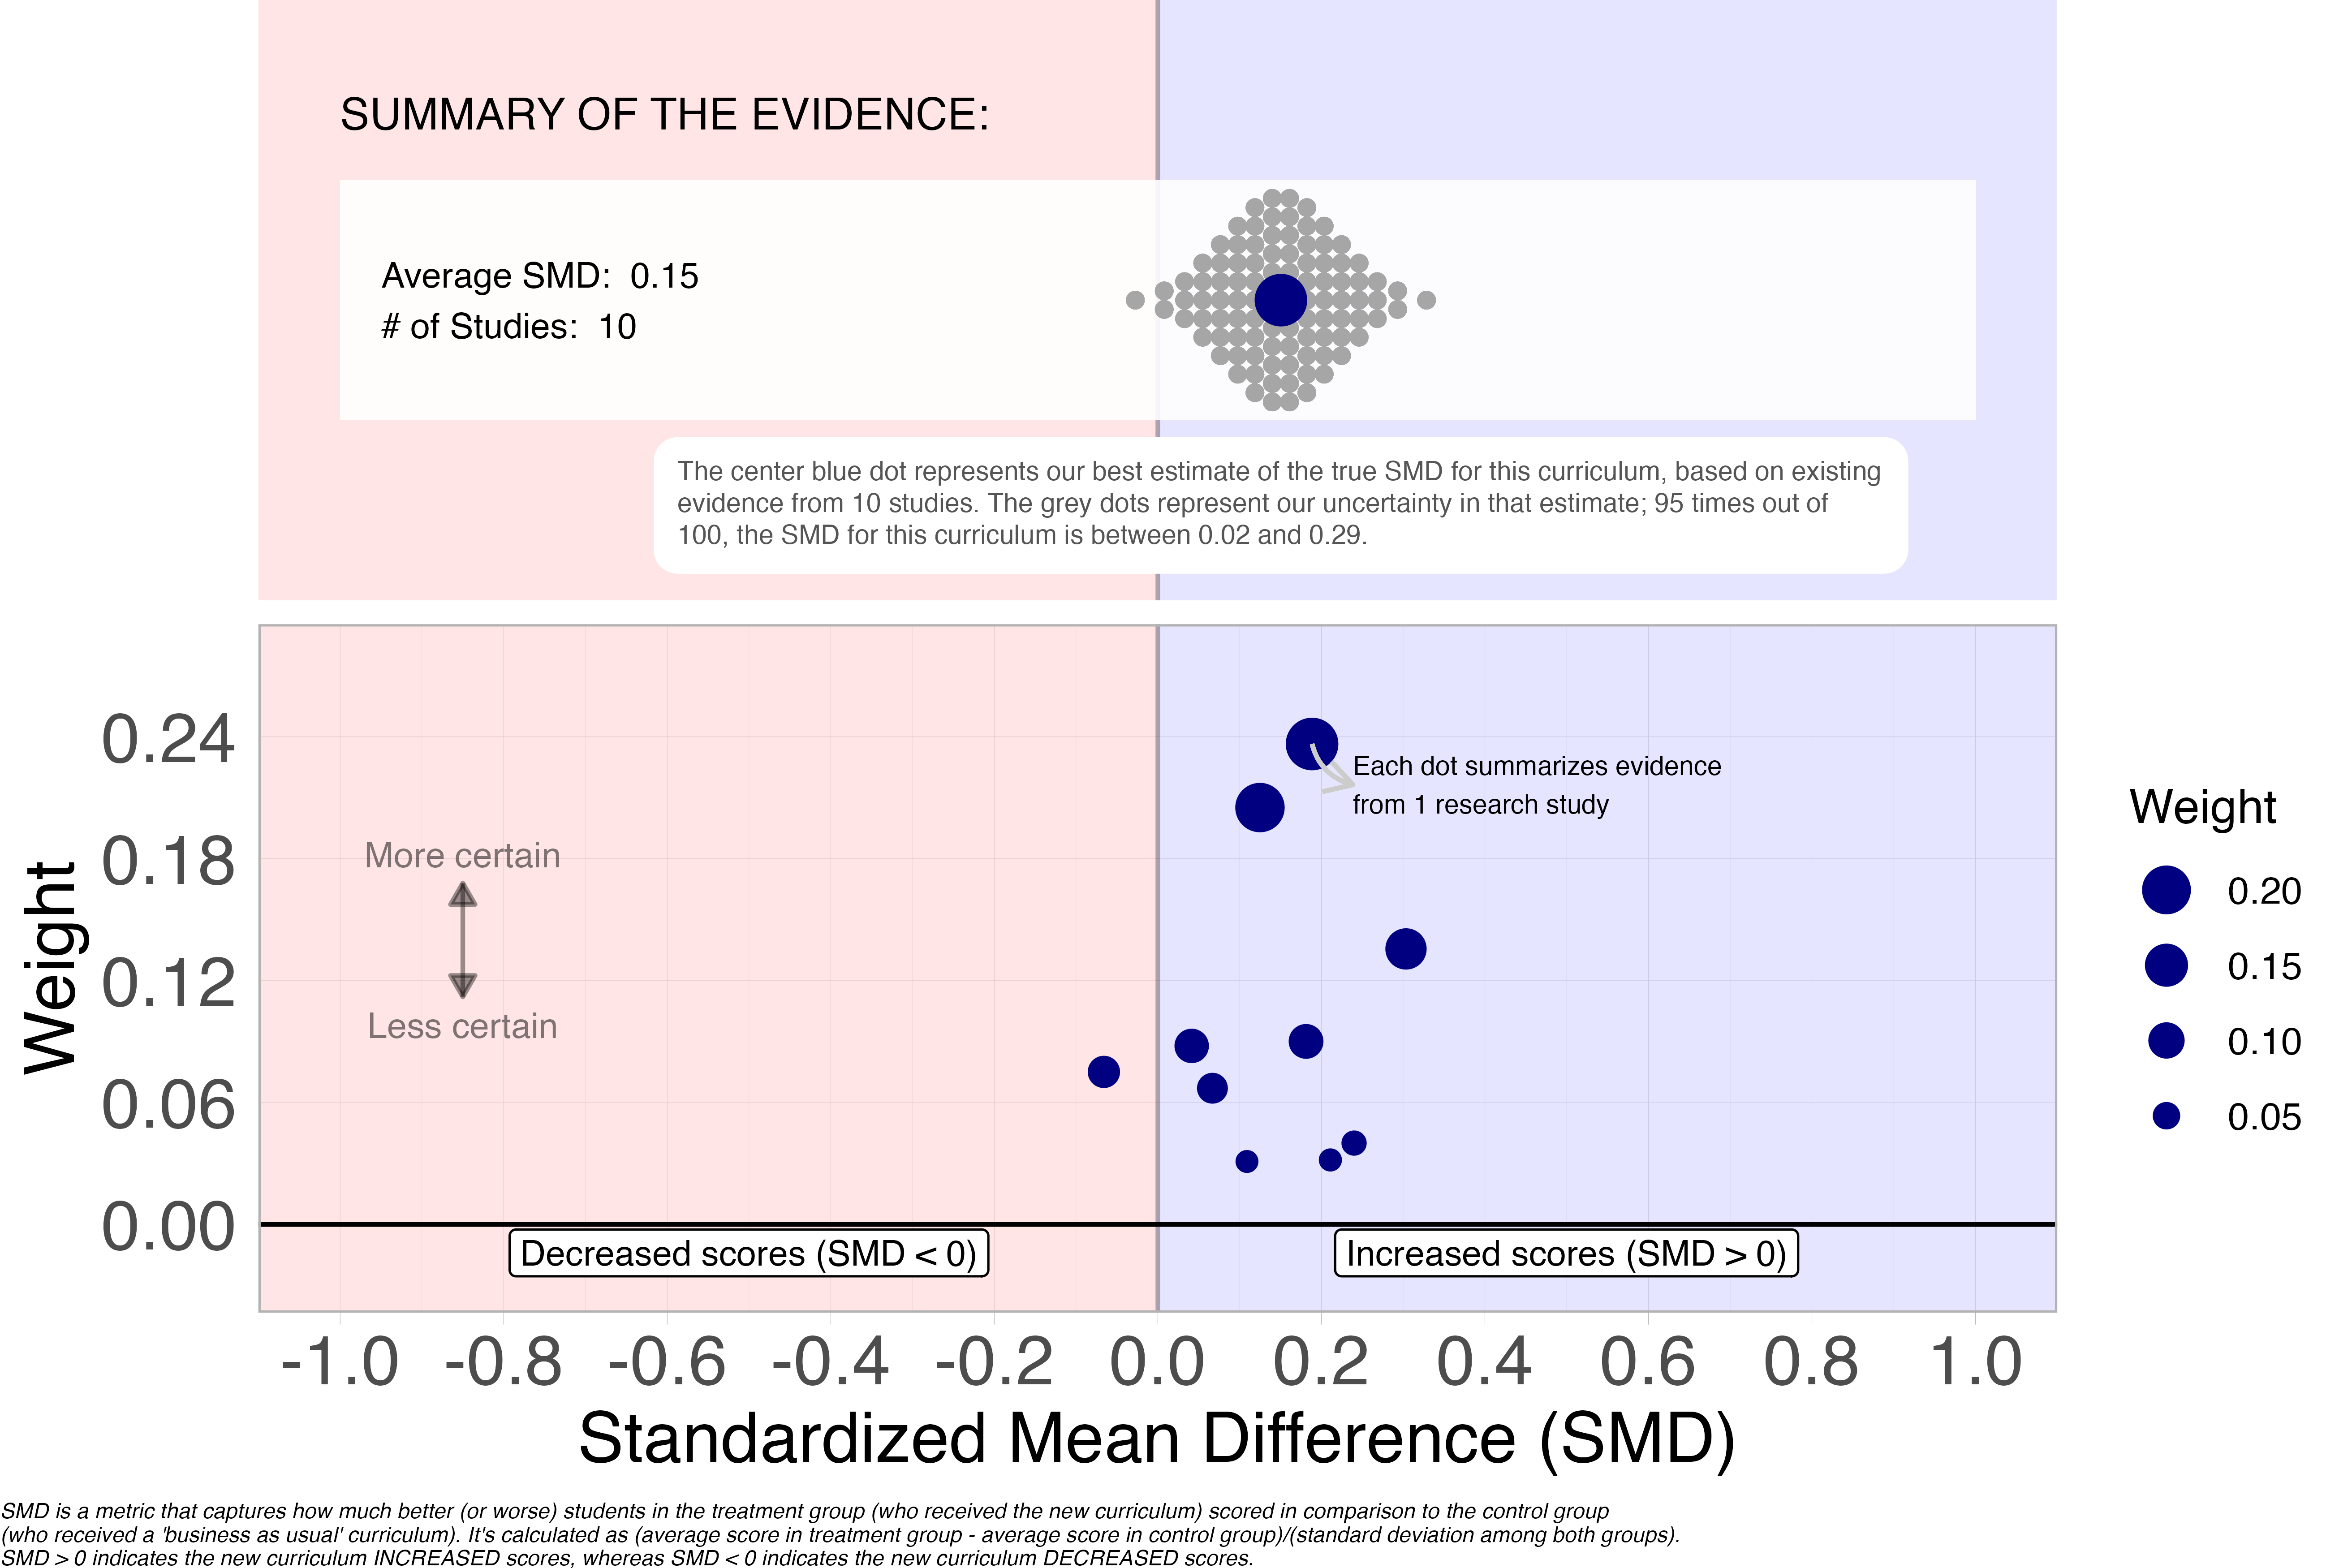 SUMMARY OF THE EVIDENCE:
Average SMD:  0.15
# of Studies:  10
The center blue dot represents our best estimate of the true SMD for this curriculum, based on existing
evidence from 10 studies. The grey dots represent our uncertainty in that estimate; 95 times out of
100, the SMD for this curriculum is between 0.02 and 0.29.
Weight
0.24
0.18
0.12
0.06
0.00
More certain
Less certain
Each dot summarizes evidence
from 1 research study
Decreased scores (SMD < 0)
Increased scores (SMD > 0)
Weight
0.20
0.15
0.10
0.05
-1.0 -0.8 -0.6 -0.4 -0.2 0.0 0.2 0.4 0.6 0.8 1.0
Standardized Mean Difference (SMD)
SMD is a metric that captures how much better (or worse) students in the treatment group (who received the new curriculum) scored in comparison to the control group
(who received a 'business as usual' curriculum). It's calculated as (average score in treatment group - average score in control group)/(standard deviation among both groups).
SMD > 0 indicates the new curriculum INCREASED scores, whereas SMD < 0 indicates the new curriculum DECREASED scores.